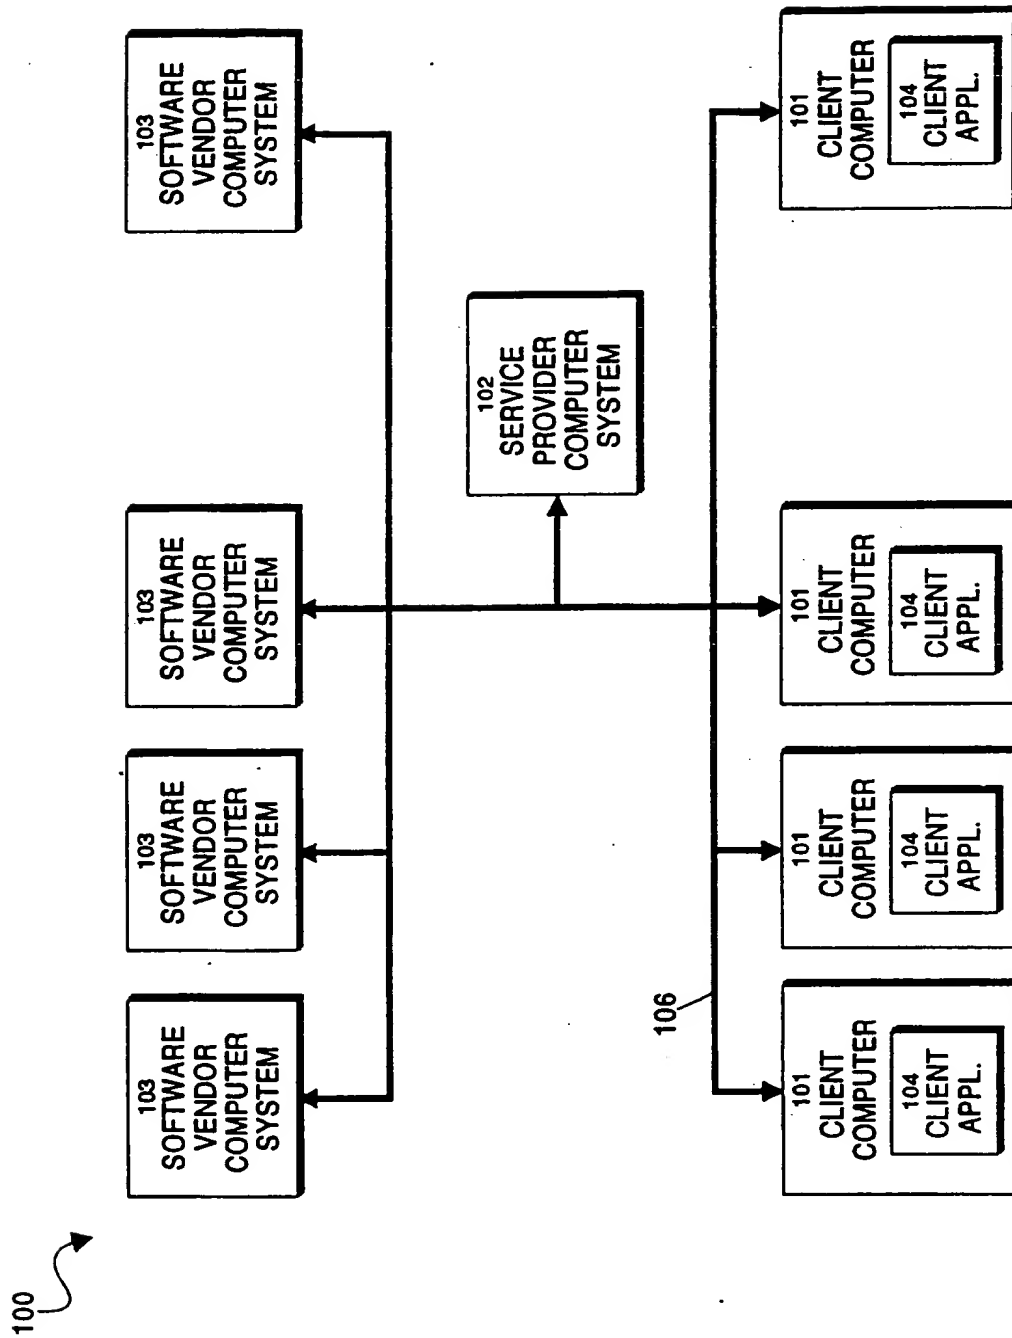 100
103
SOFTWARE
VENDOR
COMPUTER
SYSTEM
103
SOFTWARE
VENDOR
COMPUTER
SYSTEM
103
SOFTWARE
VENDOR
COMPUTER
SYSTEM
103
SOFTWARE
VENDOR
COMPUTER
SYSTEM
102
SERVICE
PROVIDER
COMPUTER
SYSTEM
106
101
CLIENT
COMPUTER
104
CLIENT
APPL.
101
CLIENT
COMPUTER
104
CLIENT
APPL.
101
CLIENT
COMPUTER
104
CLIENT
APPL.
101
CLIENT
COMPUTER
104
CLIENT
APPL.